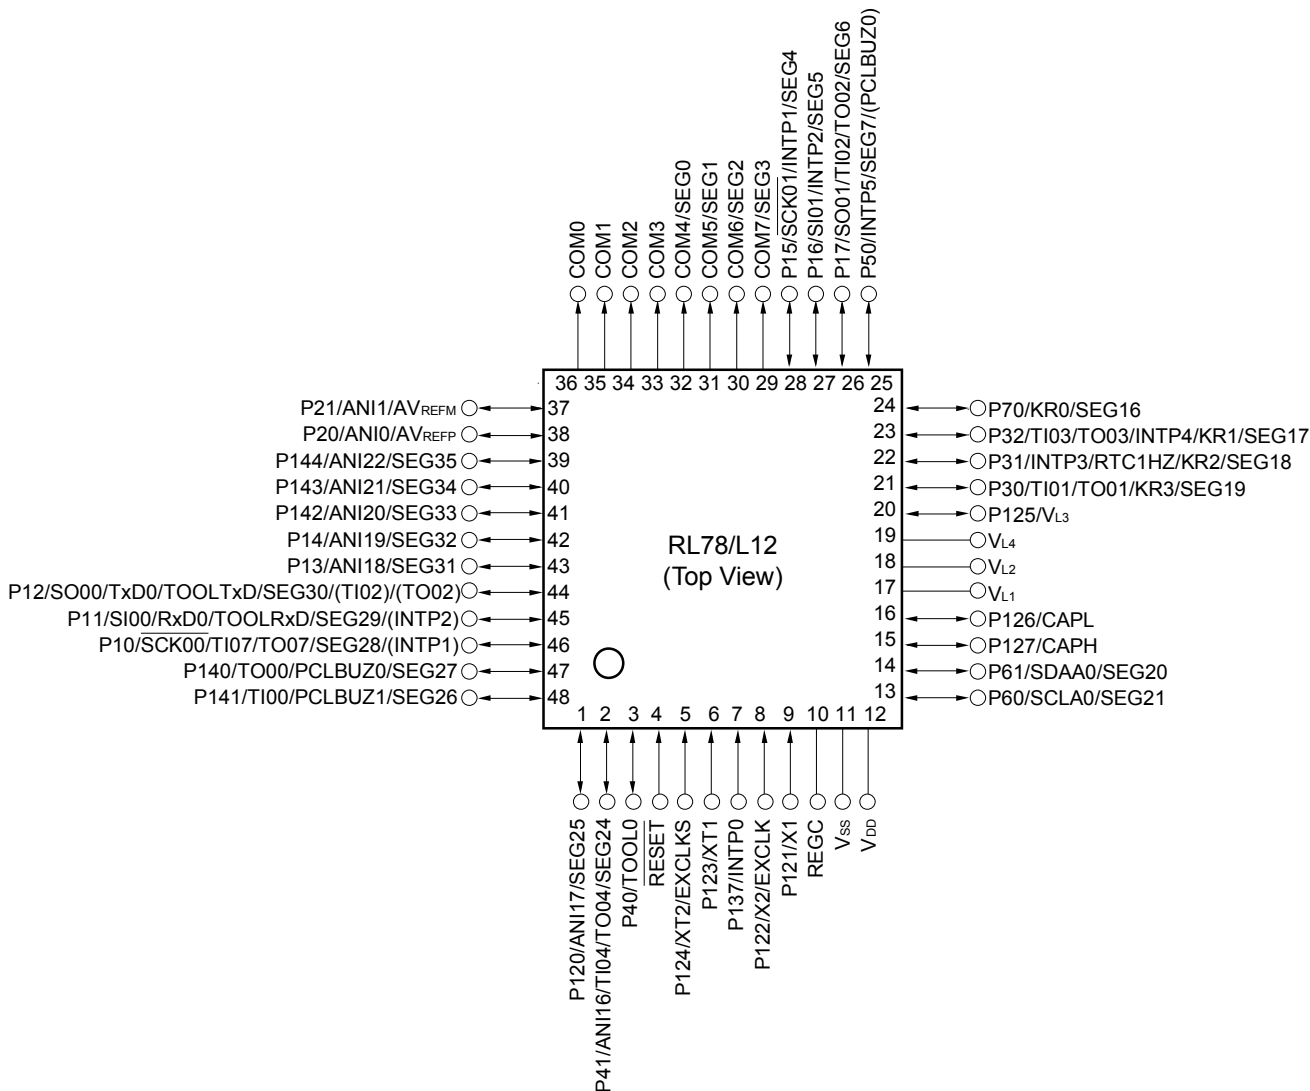 COM0
COM1
COM2
COM3
COM4/SEG0
COM5/SEG1
COM6/SEG2
COM7/SEG3
P15/SCK01/INTP1/SEG4
P16/SI01/INTP2/SEG5
P17/SO01/TI02/TO02/SEG6
P50/INTP5/SEG7/(PCLBUZ0)
36 35 34 33 32 31 30 29 28 27 26 25
P21/ANI1/AVREFM 37
P20/ANI0/AVREFP 38
P144/ANI22/SEG35 39
P143/ANI21/SEG34 40
P142/ANI20/SEG33 41
P14/ANI19/SEG32 42
P13/ANI18/SEG31 43
P12/SO00/TxD0/TOOLTxD/SEG30/(TI02)/(TO02) 44
P11/SI00/RxD0/TOOLRxD/SEG29/(INTP2) 45
P10/SCK00/TI07/TO07/SEG28/(INTP1) 46
P140/TO00/PCLBUZ0/SEG27 47
P141/TI00/PCLBUZ1/SEG26 48
RL78/L12
(Top View)
24 P70/KR0/SEG16
23 P32/TI03/TO03/INTP4/KR1/SEG17
22 P31/INTP3/RTC1HZ/KR2/SEG18
21 P30/TI01/TO01/KR3/SEG19
20 P125/VL3
19 VL4
18 VL2
17 VL1
16 P126/CAPL
15 P127/CAPH
14 P61/SDAA0/SEG20
13 P60/SCLA0/SEG21
1 2 3 4 5 6 7 8 9 10 11 12
P120/ANI17/SEG25
P41/ANI16/TI04/TO04/SEG24
P40/TOOL0
RESET
P124/XT2/EXCLKS
P123/XT1
P137/INTP0
P122/X2/EXCLK
P121/X1
REGC
VSS
VDD